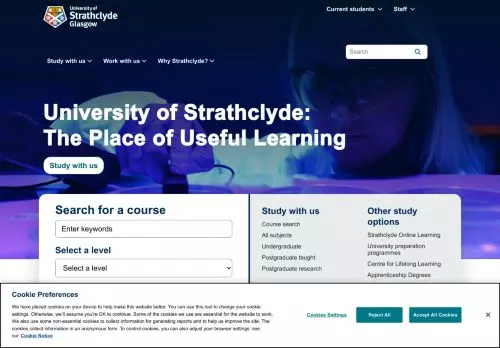 University of
Strathclyde
Glasgow
Current students
Staff
Search
Study with us
Work with us
Why Strathclyde?
University of Strathclyde:
The Place of Useful Learning
Study with us
Search for a course
Enter keywords
Select a level
Select a level
Study with us
Course search
All subjects
Undergraduate
Postgraduate taught
Postgraduate research
Other study
options
Strathclyde Online Learning
University preparation
programmes
Centre for Lifelong Learning
Apprenticeship Degrees
Cookie Preferences
We have placed cookies on your device to help make this website better. You can use this tool to change your cookie
settings. Otherwise, we'll assume you're OK to continue. Some of the cookies we use are essential for the website to work.
We also use some non-essential cookies to collect information for generating reports and to help us improve the site. The
cookies collect information in an anonymous form. To control cookies, you can also adjust your browser settings: see
our Cookie Notice
Cookies Settings
Reject All
Accept All Cookies